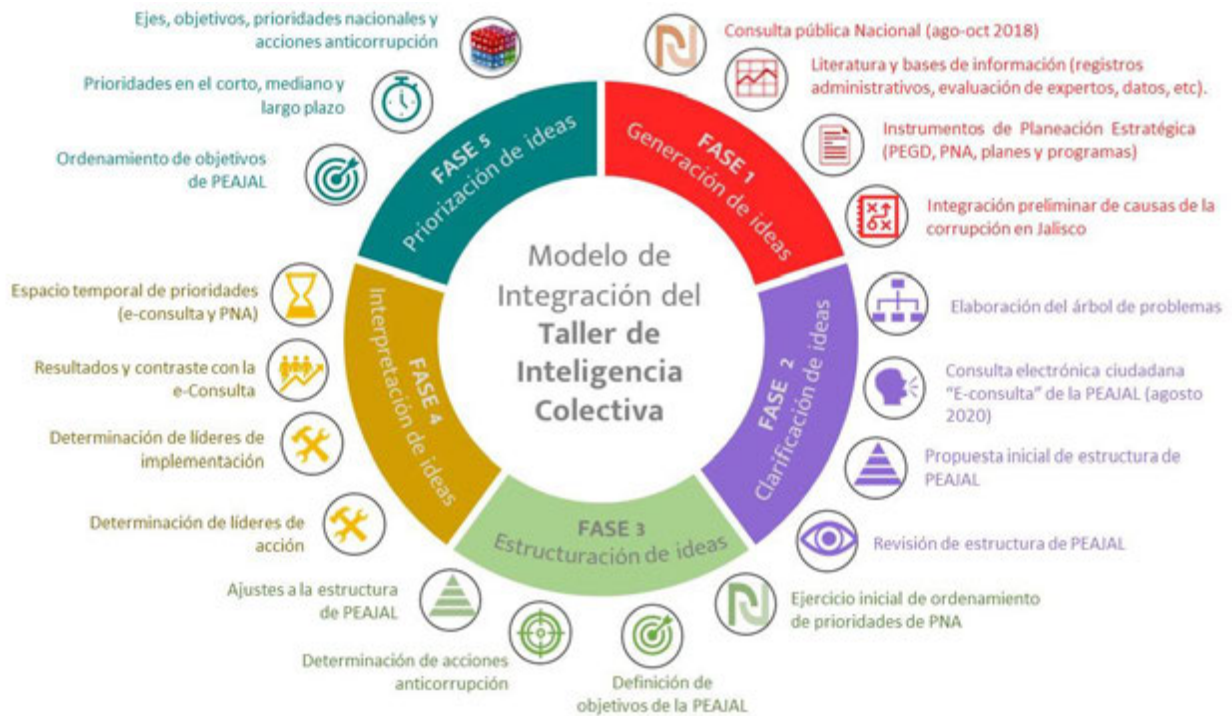 Consulta pública Nacional (ago-oct 2018)
Literatura y bases de información (registros
administrativos, evaluación de expertos, datos, etc).
Instrumentos de Planeación Estratégica
(PEGD, PNA, planes y programas)
Integración preliminar de causas de la
corrupción en Jalisco
FASE 1
Generación de ideas
Elaboración del árbol de problemas
Consulta electrónica ciudadana
"E-consulta" de la PEAJAL (agosto
2020)
Propuesta inicial de estructura de
PEAJAL
Revisión de estructura de PEAJAL
FASE 2
Clarificación de ideas
Ejercicio inicial de ordenamiento
de prioridades de PNA
Definición de
objetivos de la PEAJAL
Determinación de acciones
anticorrupción
Ajustes a la estructura
de PEAJAL
FASE 3
Estructuración de ideas
Determinación de líderes de
acción
Determinación de líderes de
implementación
Resultados y contraste con la
e-Consulta
Espacio temporal de prioridades
(e-consulta y PNA)
FASE 4
Interpretación de ideas
Ordenamiento de objetivos
de PEAJAL
Prioridades en el corto, mediano y
largo plazo
Ejes, objetivos, prioridades nacionales y
acciones anticorrupción
FASE 5
Priorización de ideas
Modelo de
Integración del
Taller de
Inteligencia
Colectiva